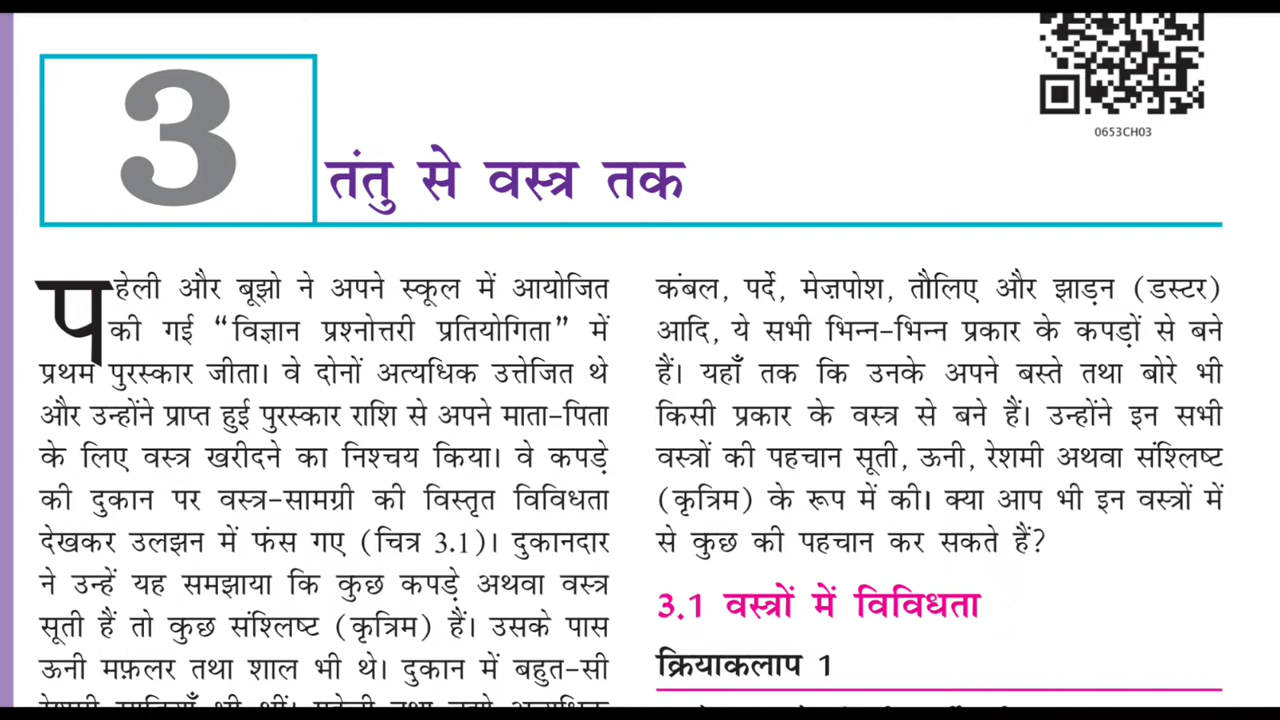 0653CH03
3
तंतु से वस्त्र तक
पहेली और बूझो ने अपने स्कूल में आयोजित
की गई “विज्ञान प्रश्नोत्तरी प्रतियोगिता” में
प्रथम पुरस्कार जीता। वे दोनों अत्यधिक उत्तेजित थे
और उन्होंने प्राप्त हुई पुरस्कार राशि से अपने माता-पिता
के लिए वस्त्र खरीदने का निश्चय किया। वे कपड़े
की दुकान पर वस्त्र-सामग्री की विस्तृत विविधता
देखकर उलझन में फंस गए (चित्र 3.1)। दुकानदार
ने उन्हें यह समझाया कि कुछ कपड़े अथवा वस्त्र
सूती हैं तो कुछ संश्लिष्ट (कृत्रिम) हैं। उसके पास
ऊनी मफ़लर तथा शाल भी थे। दुकान में बहुत-सी
कंबल, पर्दे, मेज़पोश, तौलिए और झाड़न (डस्टर)
आदि, ये सभी भिन्न-भिन्न प्रकार के कपड़ों से बने
हैं। यहाँ तक कि उनके अपने बस्ते तथा बोरे भी
किसी प्रकार के वस्त्र से बने हैं। उन्होंने इन सभी
वस्त्रों की पहचान सूती, ऊनी, रेशमी अथवा संश्लिष्ट
(कृत्रिम) के रूप में की। क्या आप भी इन वस्त्रों में
से कुछ की पहचान कर सकते हैं?
3.1 वस्त्रों में विविधता
क्रियाकलाप 1